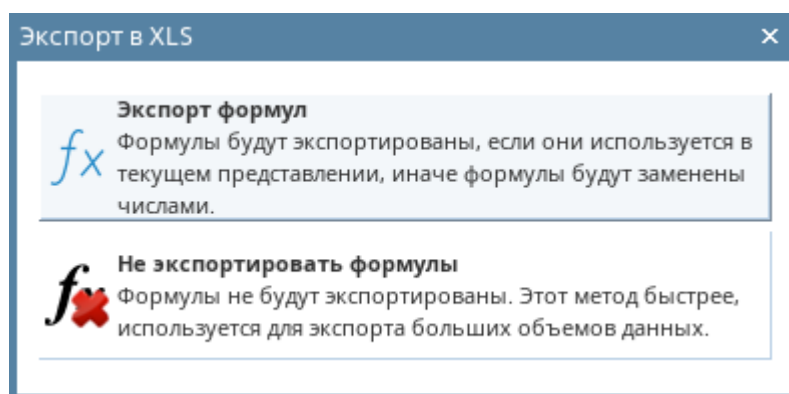 Экспорт в XLS
Экспорт формул
Формулы будут экспортированы, если они используется в
текущем представлении, иначе формулы будут заменены
числами.
Не экспортировать формулы
Формулы не будут экспортированы. Этот метод быстрее,
используется для экспорта больших объемов данных.